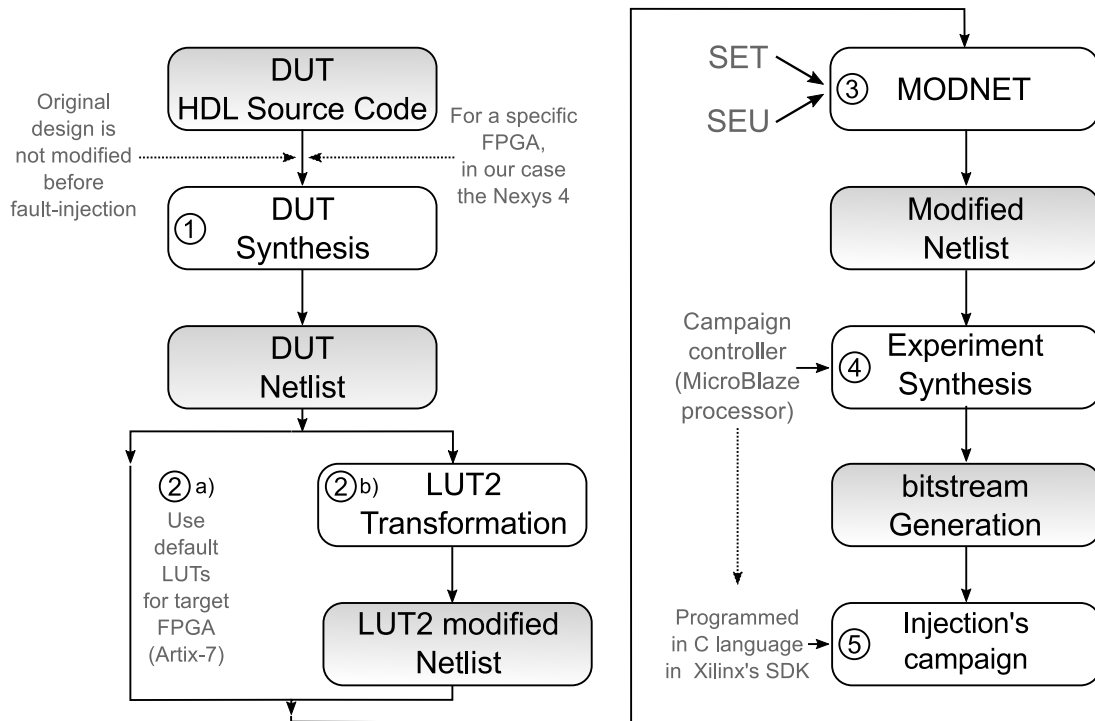 DUT
HDL Source Code
Original
design is
not modified
before
fault-injection
For a specific
FPGA,
in our case
the Nexys 4
1
DUT
Synthesis
DUT
Netlist
2 a)
Use
default
LUTs
for target
FPGA
(Artix-7)
2 b)
LUT2
Transformation
LUT2 modified
Netlist
SET
SEU
3
MODNET
Modified
Netlist
Campaign
controller
(MicroBlaze
processor)
4
Experiment
Synthesis
bitstream
Generation
Programmed
in C language
in Xilinx's SDK
5
Injection's
campaign